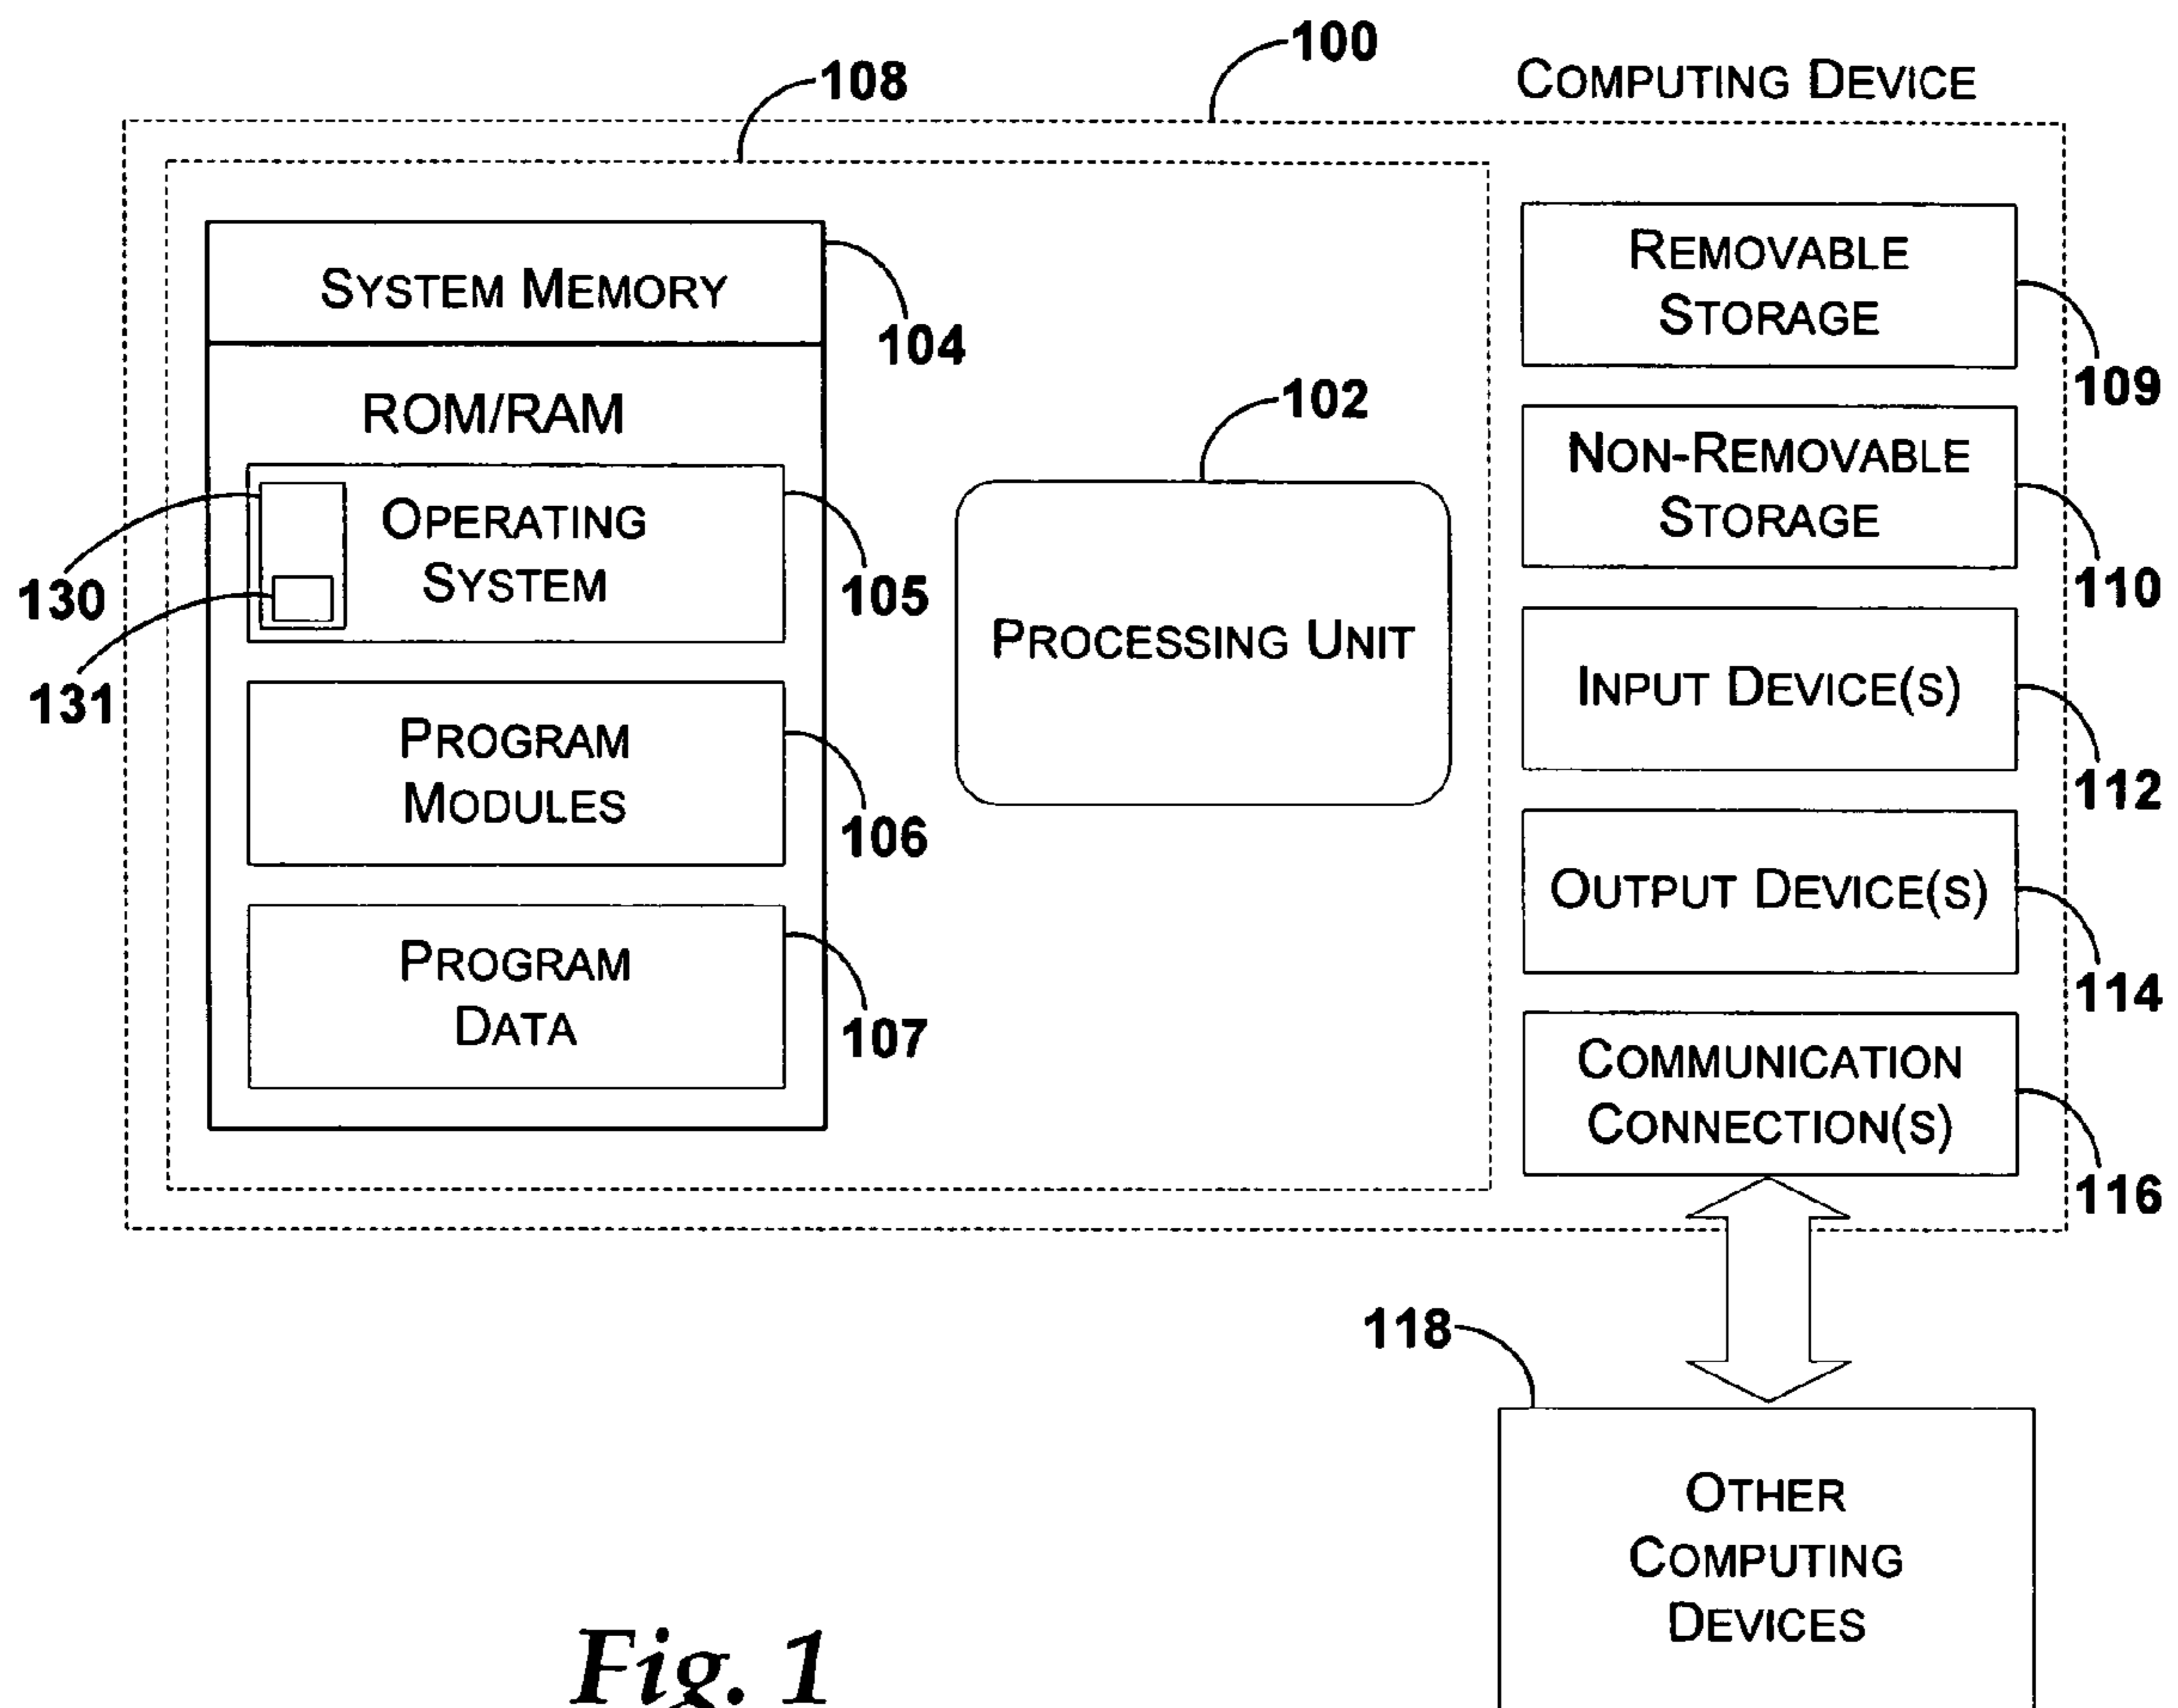 100
108
COMPUTING DEVICE
SYSTEM MEMORY
104
ROM/RAM
130
131
OPERATING
SYSTEM
105
PROGRAM
MODULES
106
PROGRAM
DATA
107
102
PROCESSING UNIT
REMOVABLE
STORAGE
109
NON-REMOVABLE
STORAGE
110
INPUT DEVICE(S)
112
OUTPUT DEVICE(S)
114
COMMUNICATION
CONNECTION(S)
116
118
OTHER
COMPUTING
DEVICES
Fig. 1